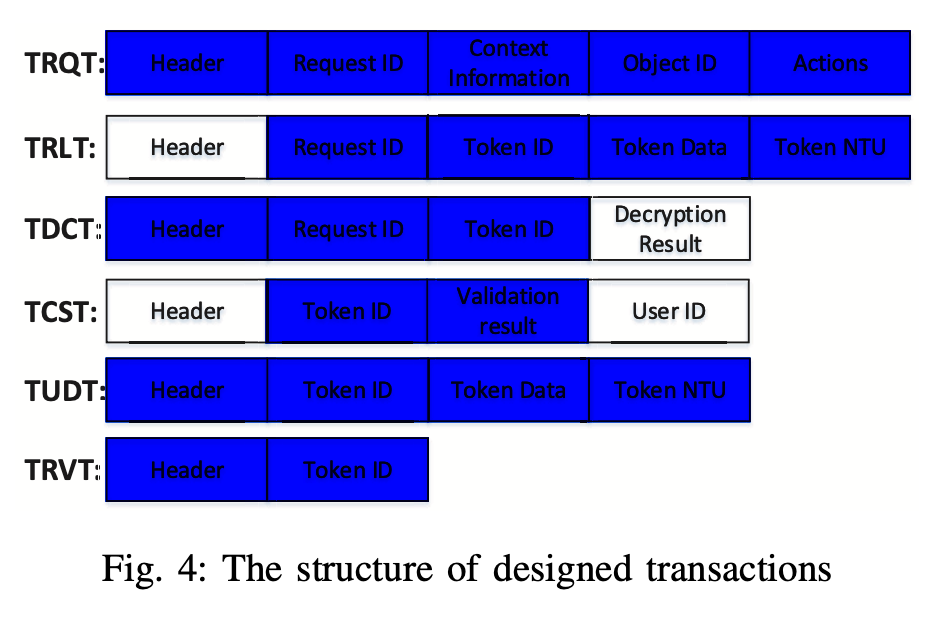 TRQT: Header Request ID Context Information Object ID Actions
TRLT: Header Request ID Token ID Token Data Token NTU
TDCT: Header Request ID Token ID Decryption Result
TCST: Header Token ID Validation result User ID
TUDT: Header Token ID Token Data Token NTU
TRVT: Header Token ID
Fig. 4: The structure of designed transactions